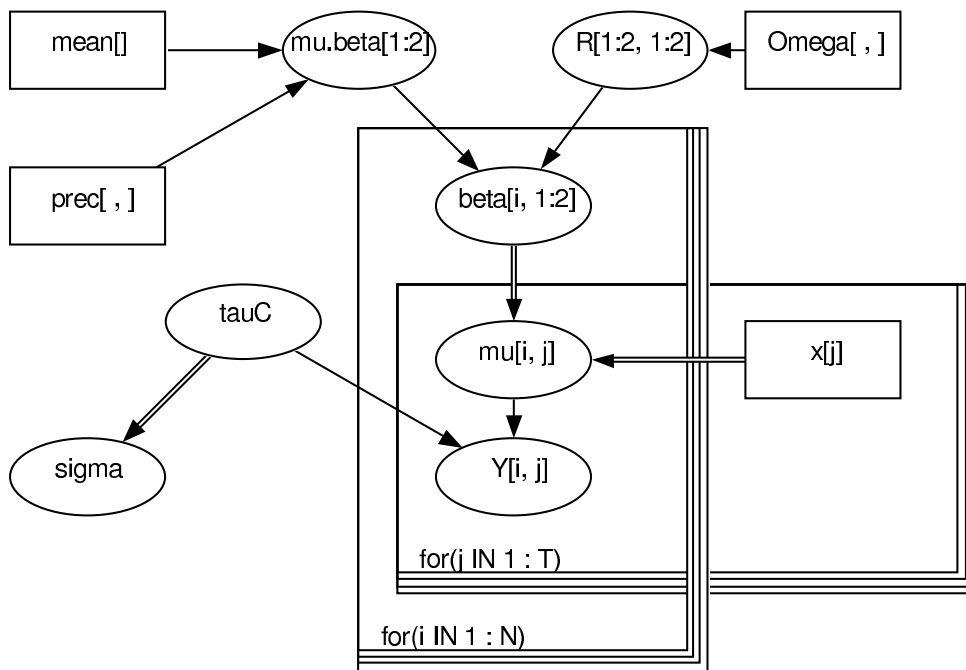 mean[]
mu.beta[1:2]
R[1:2, 1:2]
Omega[ , ]
prec[ , ]
beta[i, 1:2]
tauC
mu[i, j]
x[j]
sigma
Y[i, j]
for(j IN 1 : T)
for(i IN 1 : N)